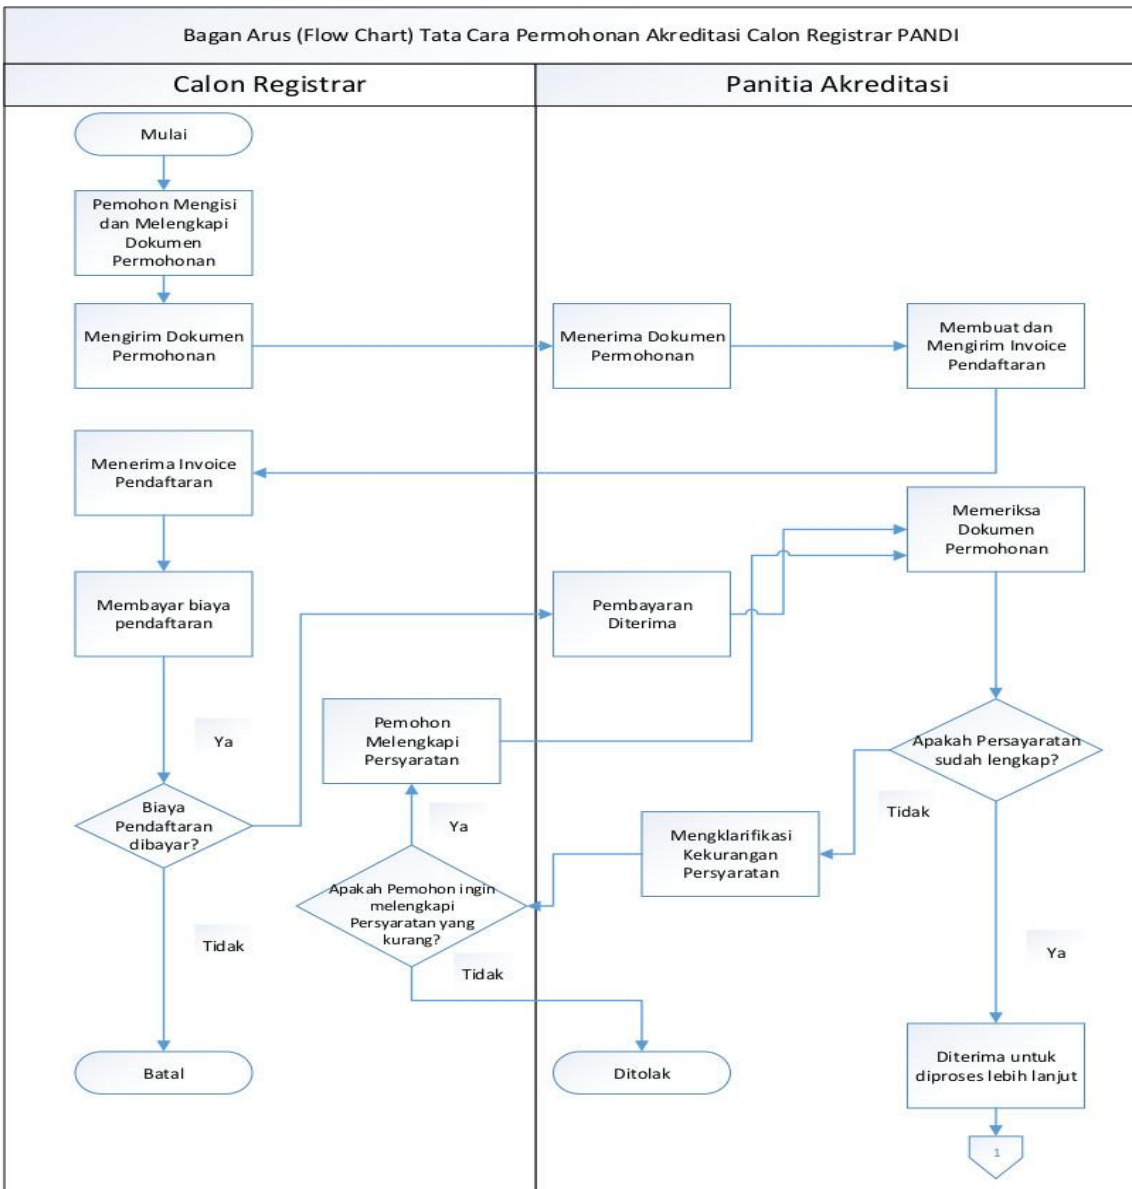 Bagan Arus (Flow Chart) Tata Cara Permohonan Akreditasi Calon Registrar PANDI
Calon Registrar
Panitia Akreditasi
Mulai
Pemohon Mengisi
dan Melengkapi
Dokumen
Permohonan
Mengirim Dokumen
Permohonan
Menerima Dokumen
Permohonan
Membuat dan
Mengirim Invoice
Pendaftaran
Menerima Invoice
Pendaftaran
Memeriksa
Dokumen
Permohonan
Membayar biaya
pendaftaran
Pembayaran
Diterima
Ya
Pemohon
Melengkapi
Persyaratan
Apakah Persayaratan
sudah lengkap?
Biaya
Pendaftaran
dibayar?
Ya
Tidak
Mengklarifikasi
Kekurangan
Persyaratan
Apakah Pemohon ingin
melengkapi
Persyaratan yang
kurang?
Tidak
Tidak
Ya
Batal
Ditolak
Diterima untuk
diproses lebih lanjut
1